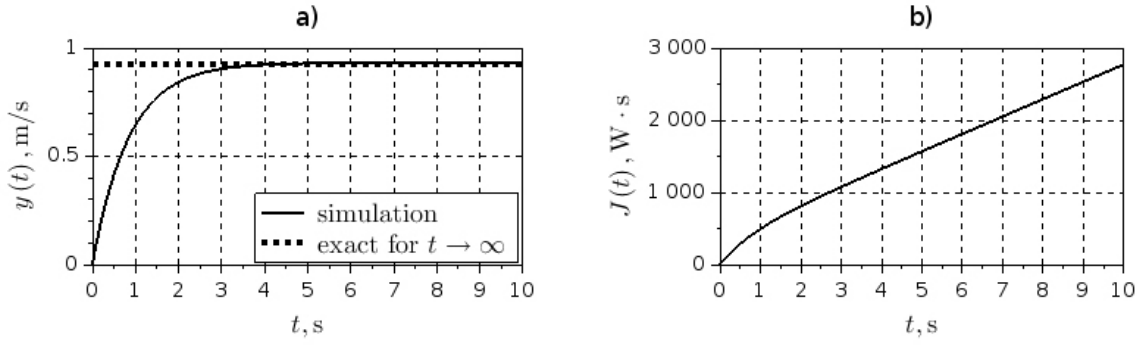 a)
1
0.5
0
y(t), m/s
simulation
exact for t → ∞
0 1 2 3 4 5 6 7 8 9 10
t, s
b)
3 000
2 000
1 000
0
J(t), W · s
0 1 2 3 4 5 6 7 8 9 10
t, s